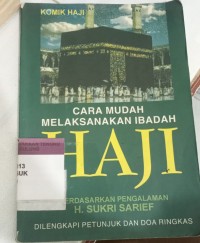 KOMIK HAJI
CARA MUDAH
MELAKSANAKAN IBADAH
HAJI
BERDASARKAN PENGALAMAN
H. SUKRI SARIEF
DILENGKAPI PETUNJUK DAN DOA RINGKAS